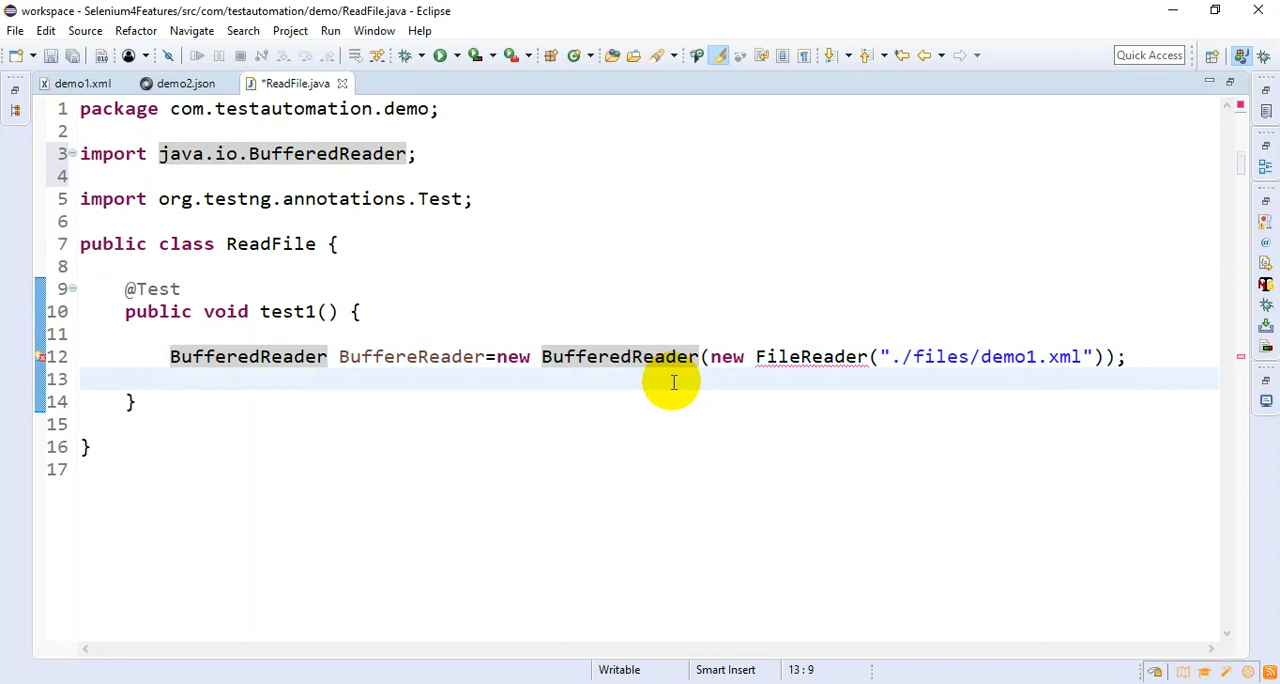 workspace - Selenium4Features/src/com/testautomation/demo/ReadFile.java - Eclipse
File Edit Source Refactor Navigate Search Project Run Window Help
Quick Access
demo1.xml demo2.json *ReadFile.java
1 package com.testautomation.demo;
2
3 import java.io.BufferedReader;
4
5 import org.testng.annotations.Test;
6
7 public class ReadFile {
8
9 @Test
10 public void test1() {
11
12 BufferedReader BuffereReader=new BufferedReader(new FileReader("./files/demo1.xml"));
13
14 }
15
16 }
17
Writable Smart Insert 13:9